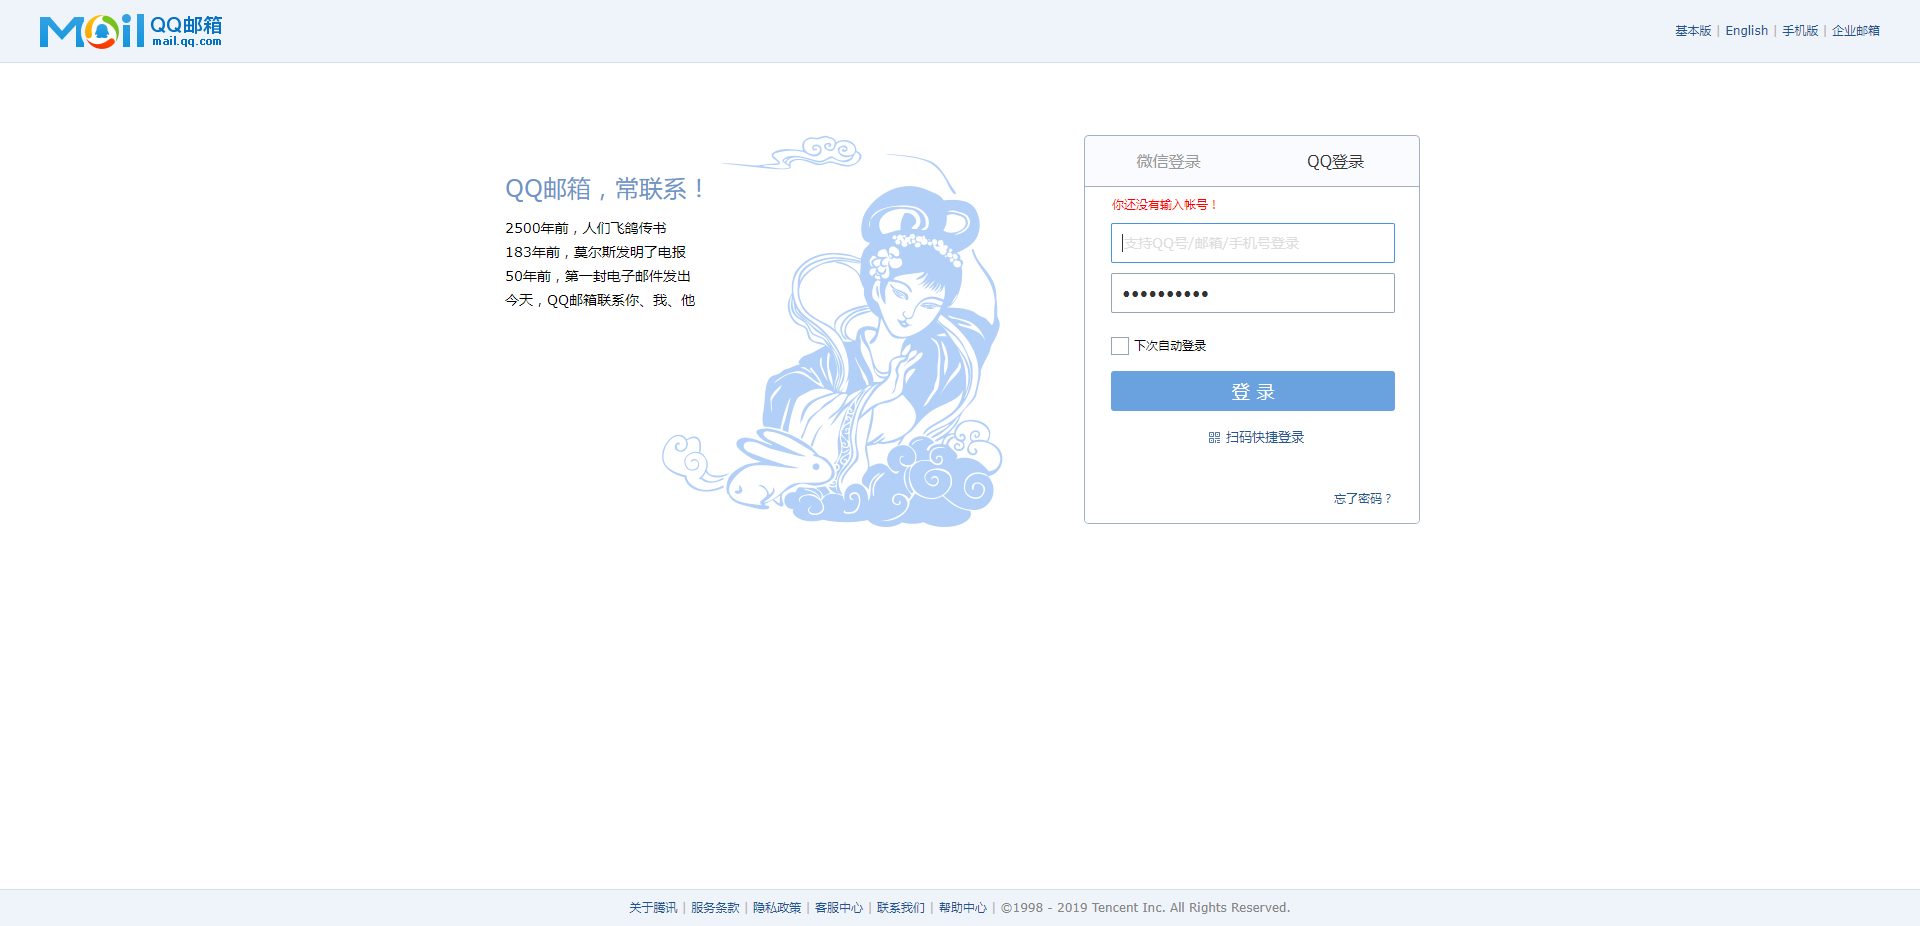 Mail QQ邮箱
mail.qq.com
基本版 | English | 手机版 | 企业邮箱
QQ邮箱，常联系！
2500年前，人们飞鸽传书
183年前，莫尔斯发明了电报
50年前，第一封电子邮件发出
今天，QQ邮箱联系你、我、他
微信登录 QQ登录
你还没有输入帐号！
支持QQ号/邮箱/手机号登录
下次自动登录
登 录
扫码快捷登录
忘了密码？
关于腾讯 | 服务条款 | 隐私政策 | 客服中心 | 联系我们 | 帮助中心 | ©1998 - 2019 Tencent Inc. All Rights Reserved.